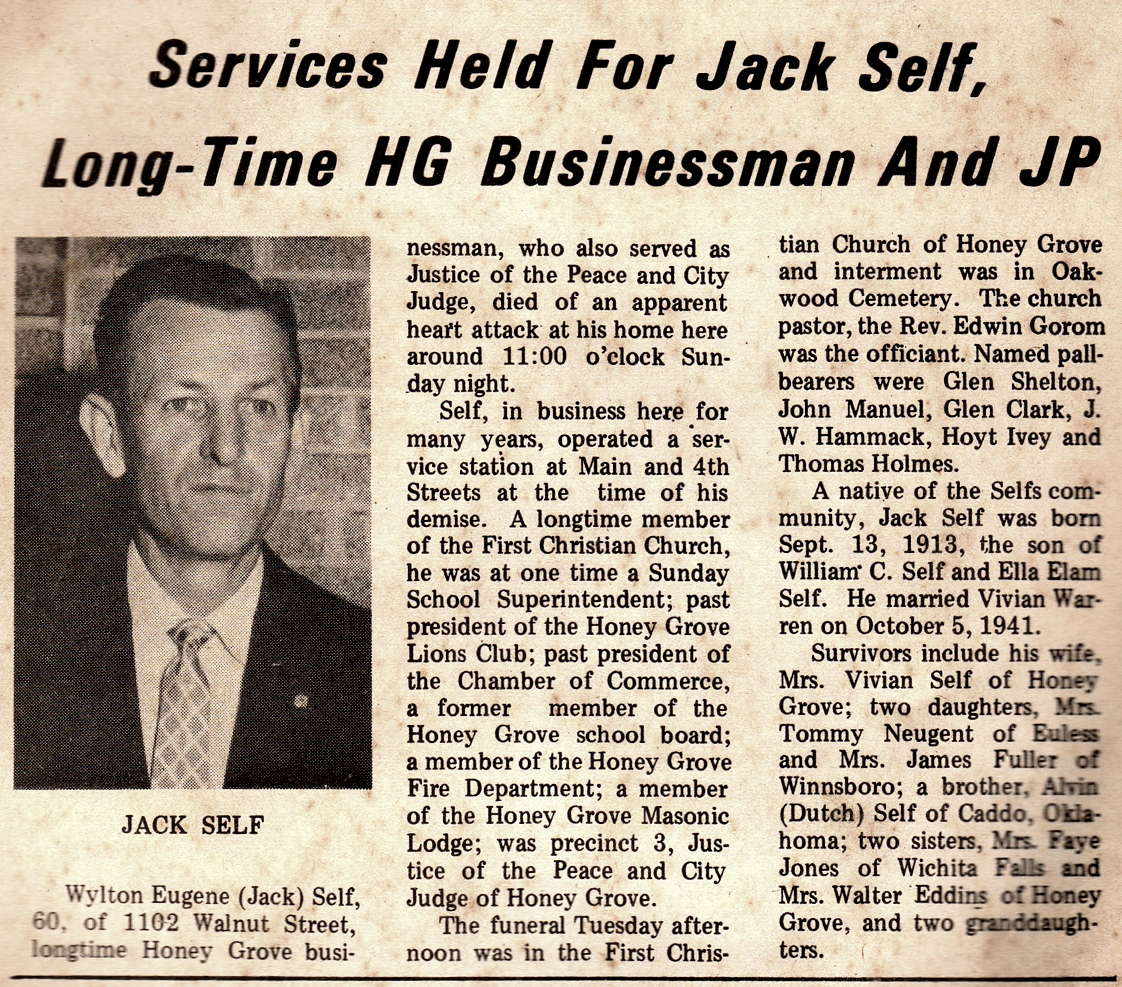 Services Held For Jack Self,
Long-Time HG Businessman And JP
JACK SELF
Wylton Eugene (Jack) Self,
60, of 1102 Walnut Street,
longtime Honey Grove busi-
nessman, who also served as
Justice of the Peace and City
Judge, died of an apparent
heart attack at his home here
around 11:00 o'clock Sun-
day night.
Self, in business here for
many years, operated a ser-
vice station at Main and 4th
Streets at the time of his
demise. A longtime member
of the First Christian Church,
he was at one time a Sunday
School Superintendent; past
president of the Honey Grove
Lions Club; past president of
the Chamber of Commerce,
a former member of the
Honey Grove school board;
a member of the Honey Grove
Fire Department; a member
of the Honey Grove Masonic
Lodge; was precinct 3, Jus-
tice of the Peace and City
Judge of Honey Grove.
The funeral Tuesday after-
noon was in the First Chris-
tian Church of Honey Grove
and interment was in Oak-
wood Cemetery. The church
pastor, the Rev. Edwin Gorom
was the officiant. Named pall-
bearers were Glen Shelton,
John Manuel, Glen Clark, J.
W. Hammack, Hoyt Ivey and
Thomas Holmes.
A native of the Selfs com-
munity, Jack Self was born
Sept. 13, 1913, the son of
William C. Self and Ella Elam
Self. He married Vivian War-
ren on October 5, 1941.
Survivors include his wife,
Mrs. Vivian Self of Honey
Grove; two daughters, Mrs.
Tommy Neugent of Euless
and Mrs. James Fuller of
Winnsboro; a brother, Alvin
(Dutch) Self of Caddo, Okla-
homa; two sisters, Mrs. Faye
Jones of Wichita Falls and
Mrs. Walter Eddins of Honey
Grove, and two granddaugh-
ters.